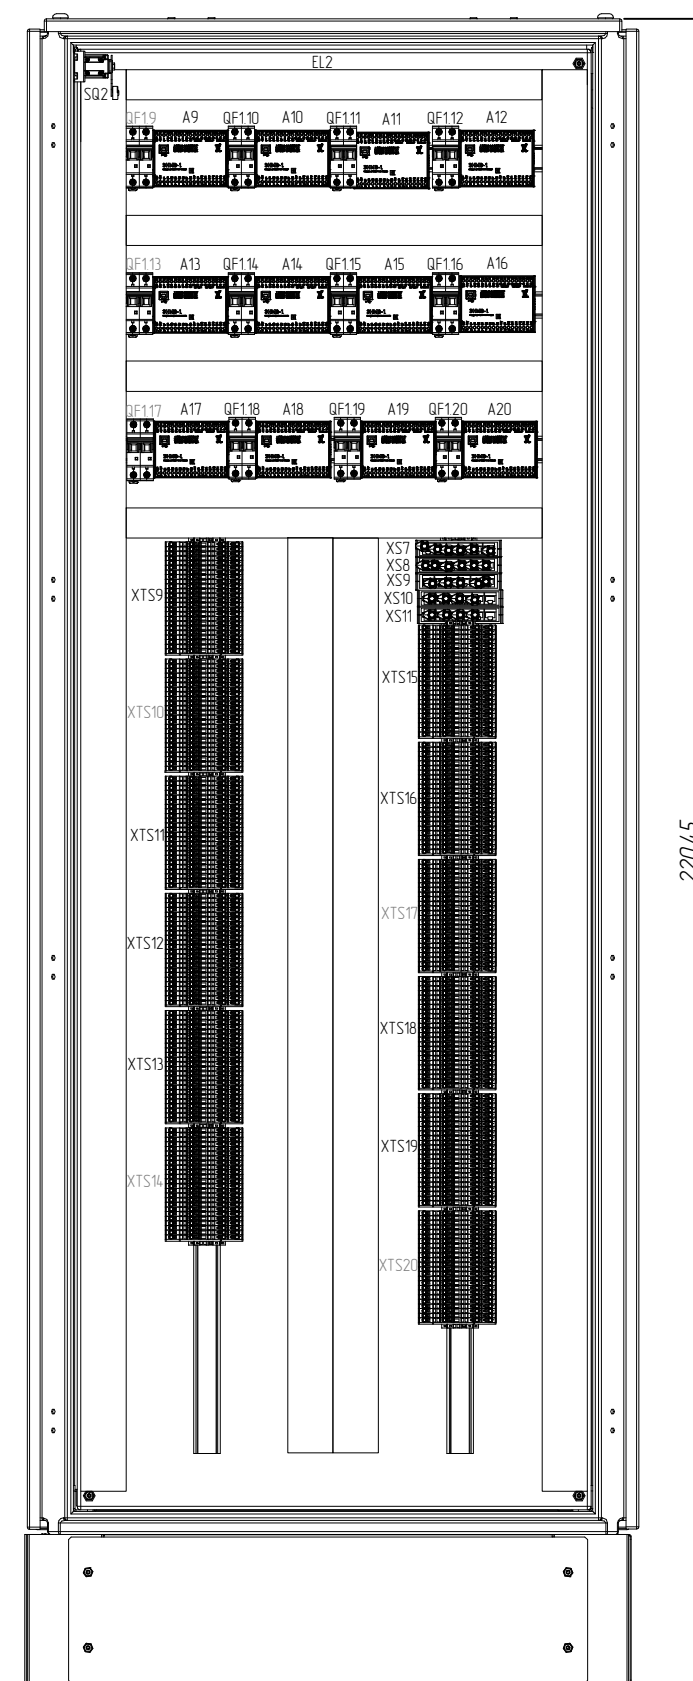 EL2
SQ2
QF1.9 A9 QF1.10 A10 QF1.11 A11 QF1.12 A12
QF1.13 A13 QF1.14 A14 QF1.15 A15 QF1.16 A16
QF1.17 A17 QF1.18 A18 QF1.19 A19 QF1.20 A20
XS7
XS8
XS9
XS10
XS11
XTS9
XTS10
XTS11
XTS12
XTS13
XTS14
XTS15
XTS16
XTS17
XTS18
XTS19
XTS20